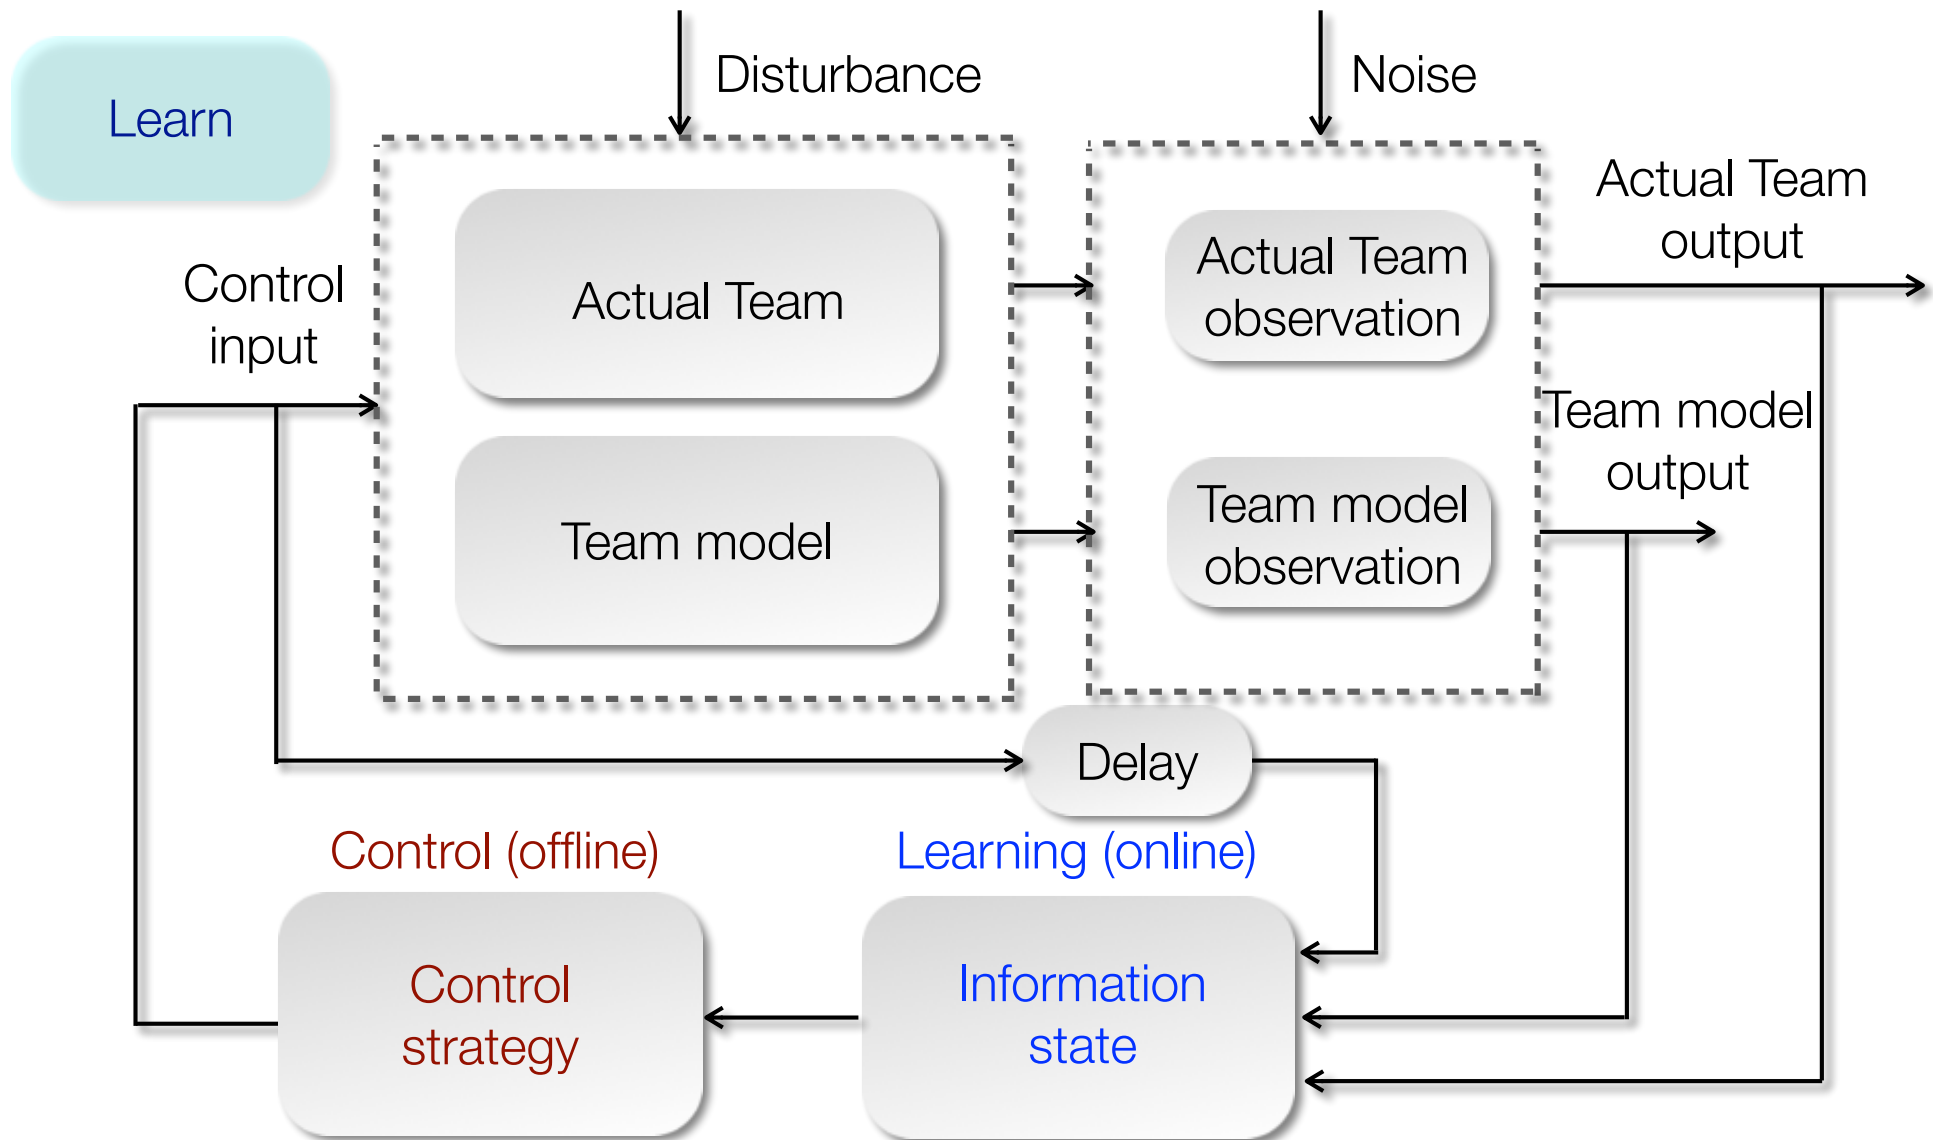 Disturbance
Noise
Learn
Actual Team
output
Control
input
Actual Team
Actual Team
observation
Team model
output
Team model
Team model
observation
Delay
Control (offline)
Learning (online)
Control
strategy
Information
state